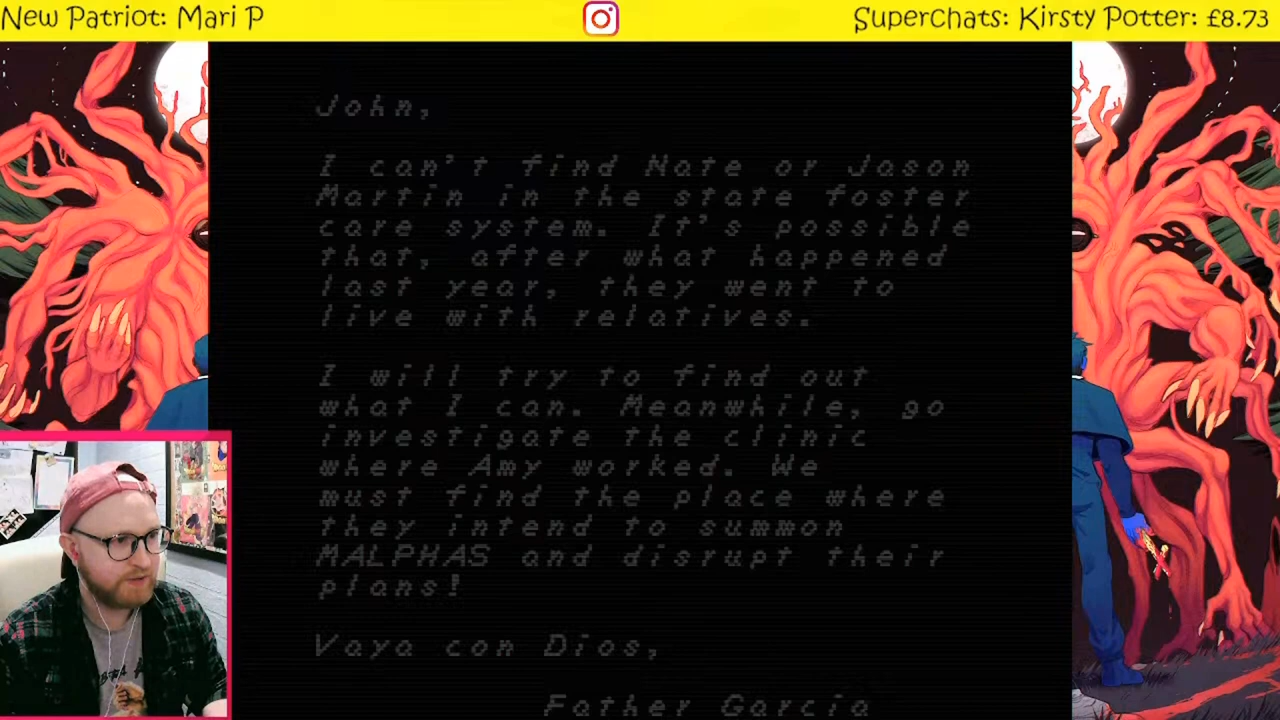 New Patriot: Mari P
Superchats: Kirsty Potter: £8.73
John,
I can't find Nate or Jason
Martin in the state foster
care system. It's possible
that, after what happened
last year, they went to
live with relatives.
I will try to find out
what I can. Meanwhile, go
investigate the clinic
where Amy worked. We
must find the place where
they intend to summon
MALPHAS and disrupt their
plans!
Vaya con Dios,
Father Garcia